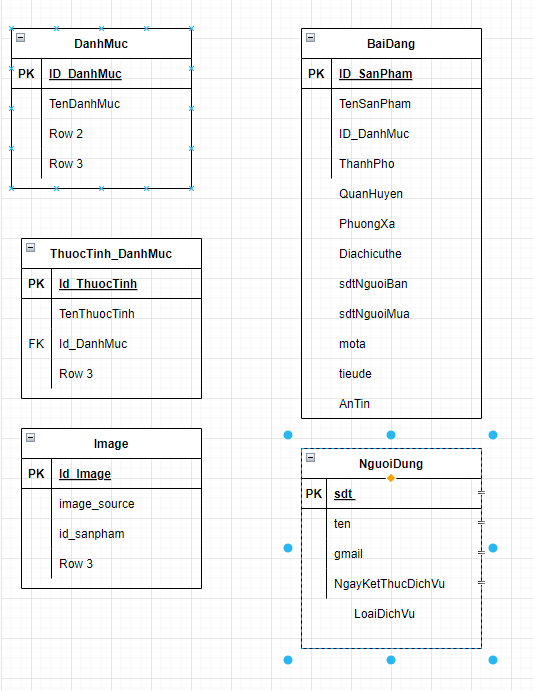 DanhMuc
PK ID_DanhMuc
TenDanhMuc
Row 2
Row 3
ThuocTinh_DanhMuc
PK Id_ThuocTinh
TenThuocTinh
FK Id_DanhMuc
Row 3
Image
PK Id_Image
image_source
id_sanpham
Row 3
BaiDang
PK ID_SanPham
TenSanPham
ID_DanhMuc
ThanhPho
QuanHuyen
PhuongXa
Diachicuthe
sdtNguoiBan
sdtNguoiMua
mota
tieude
AnTin
NguoiDung
PK sdt
ten
gmail
NgayKetThucDichVu
LoaiDichVu